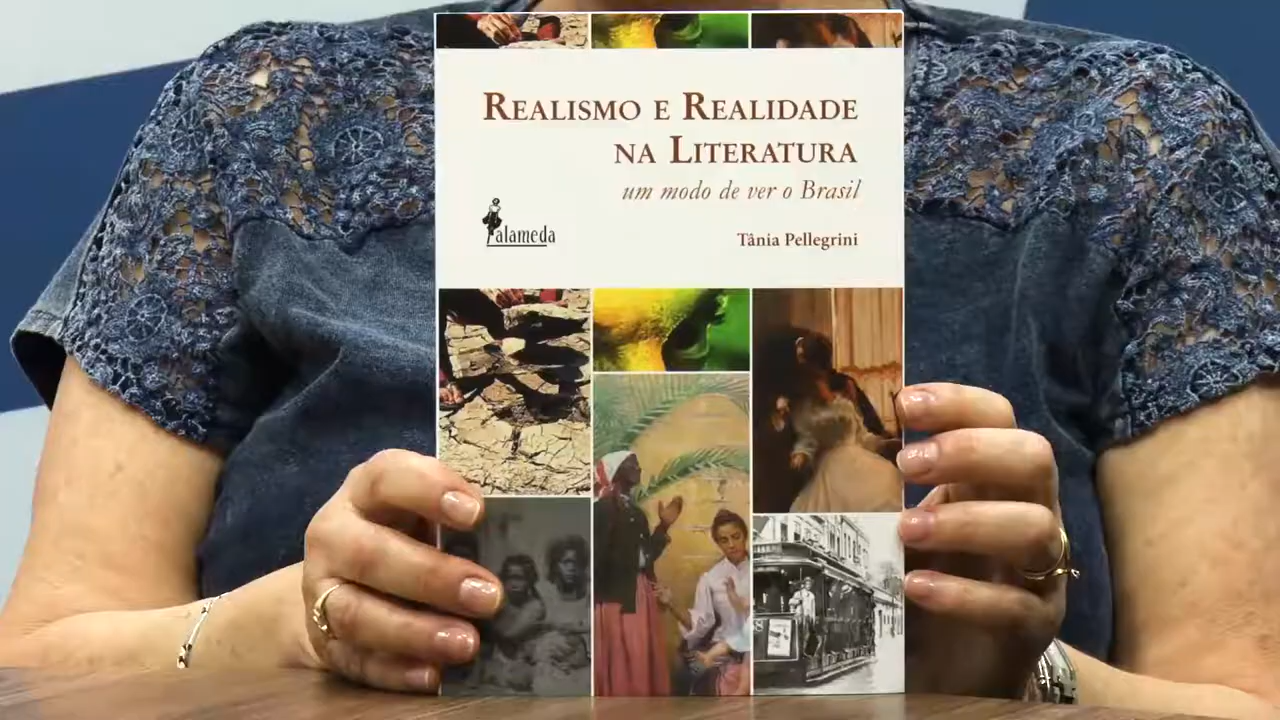 REALISMO E REALIDADE
NA LITERATURA
um modo de ver o Brasil
alameda
Tânia Pellegrini